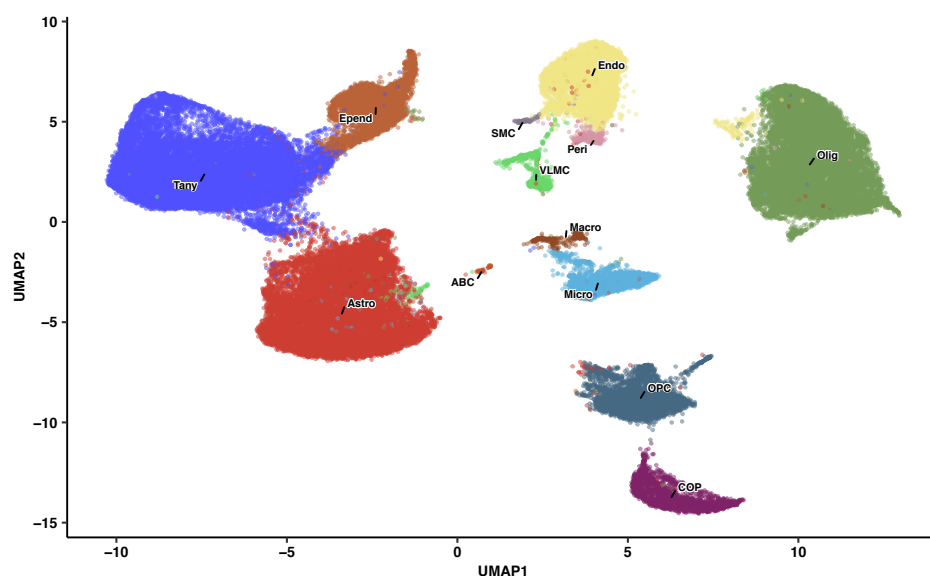 10
5
0
−5
−10
−15
UMAP2
Endo
Epend
SMC
Peri
Olig
VLMC
Tany
Macro
ABC
Micro
Astro
OPC
COP
−10
−5
0
5
10
UMAP1